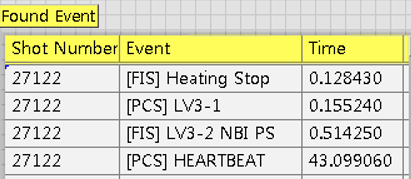 Found Event
Shot Number Event Time
27122 [FIS] Heating Stop 0.128430
27122 [PCS] LV3-1 0.155240
27122 [FIS] LV3-2 NBI PS 0.514250
27122 [PCS] HEARTBEAT 43.099060